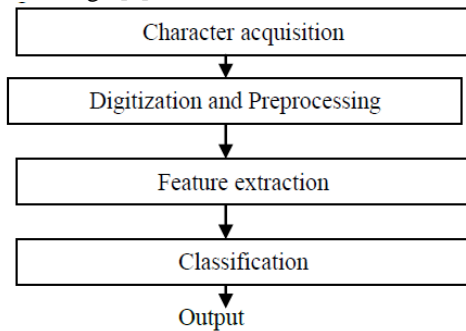 Character acquisition
Digitization and Preprocessing
Feature extraction
Classification
Output